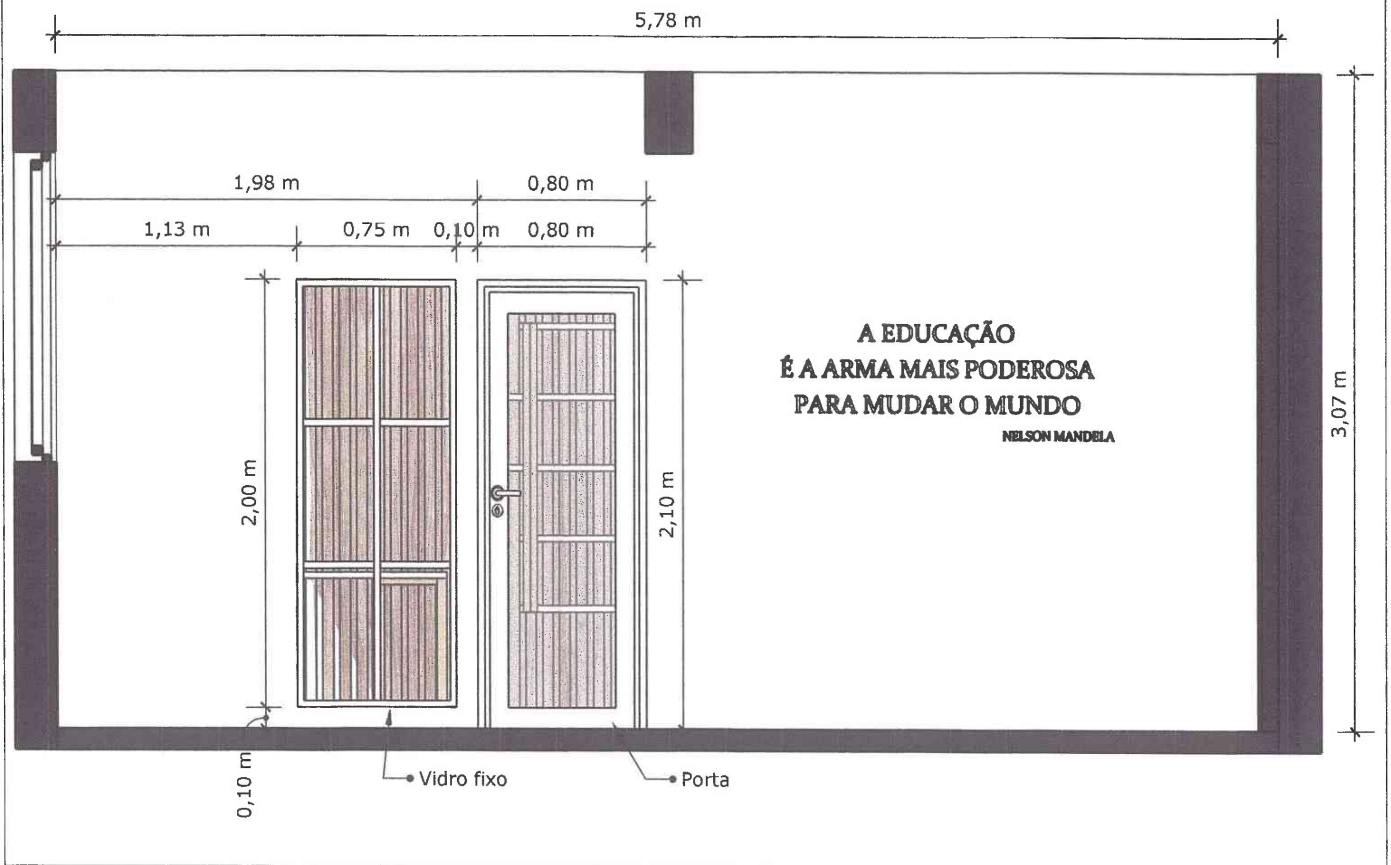 5,78 m
1,98 m
0,80 m
1,13 m
0,75 m
0,10 m
0,80 m
A EDUCAÇÃO
É A ARMA MAIS PODEROSA
PARA MUDAR O MUNDO
NELSON MANDELA
3,07 m
2,00 m
2,10 m
0,10 m
Vidro fixo
Porta